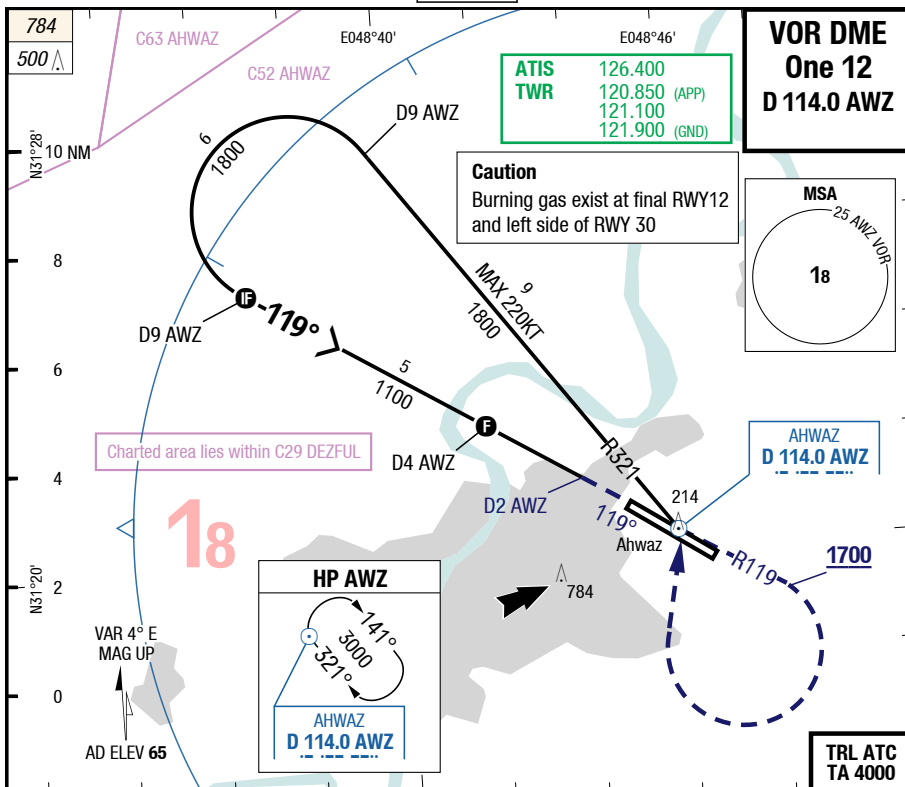 784
500
C63 AHWAZ
C52 AHWAZ
E048°40'
E048°46'
VOR DME
One 12
D 114.0 AWZ
ATIS 126.400
TWR 120.850 (APP)
121.100
121.900 (GND)
Caution
Burning gas exist at final RWY12
and left side of RWY 30
MSA
25 AWZ VOR
18
N31°28'
10 NM
8
6
4
2
0
N31°20'
6
1800
D9 AWZ
9
MAX 220KT
1800
IF
119°
D9 AWZ
5
1100
F
D4 AWZ
R321
D2 AWZ
119°
214
Ahwaz
R119
1700
AHWAZ
D 114.0 AWZ
Charted area lies within C29 DEZFUL
18
784
HP AWZ
141°
3000
321°
AHWAZ
D 114.0 AWZ
VAR 4° E
MAG UP
AD ELEV 65
TRL ATC
TA 4000